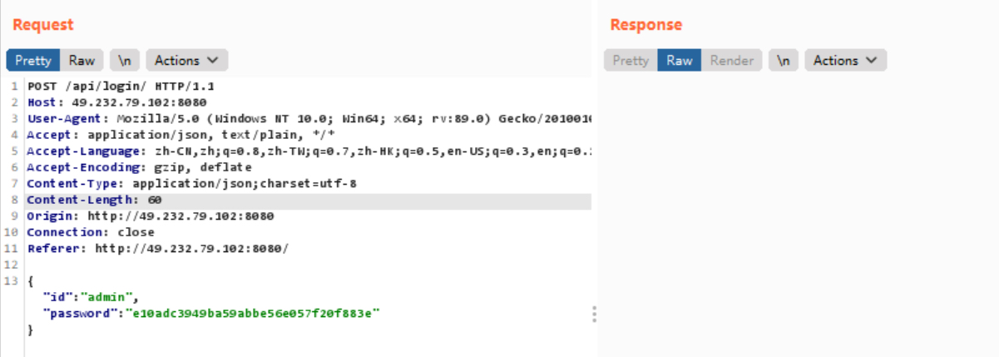 Request
Response
Pretty Raw \n Actions
Pretty Raw Render \n Actions
1 POST /api/login/ HTTP/1.1
2 Host: 49.232.79.102:8080
3 User-Agent: Mozilla/5.0 (Windows NT 10.0; Win64; x64; rv:89.0) Gecko/2010010
4 Accept: application/json, text/plain, */*
5 Accept-Language: zh-CN,zh;q=0.8,zh-TW;q=0.7,zh-HK;q=0.5,en-US;q=0.3,en;q=0.
6 Accept-Encoding: gzip, deflate
7 Content-Type: application/json;charset=utf-8
8 Content-Length: 60
9 Origin: http://49.232.79.102:8080
10 Connection: close
11 Referer: http://49.232.79.102:8080/
12
13 {
"id":"admin",
"password":"e10adc3949ba59abbe56e057f20f883e"
}